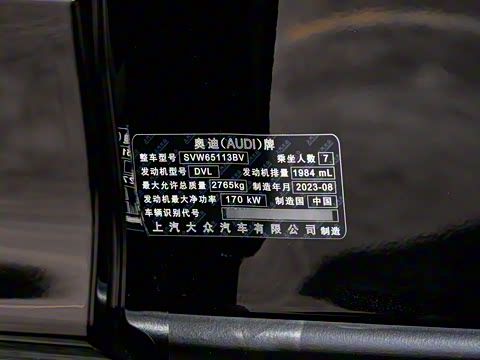 奥迪(AUDI)牌
整车型号 SVW65113BV 乘坐人数 7
发动机型号 DVL 发动机排量 1984 mL
最大允许总质量 2765kg 制造年月 2023-08
发动机最大净功率 170 kW 制造国 中国
车辆识别代号
上汽大众汽车有限公司 制造